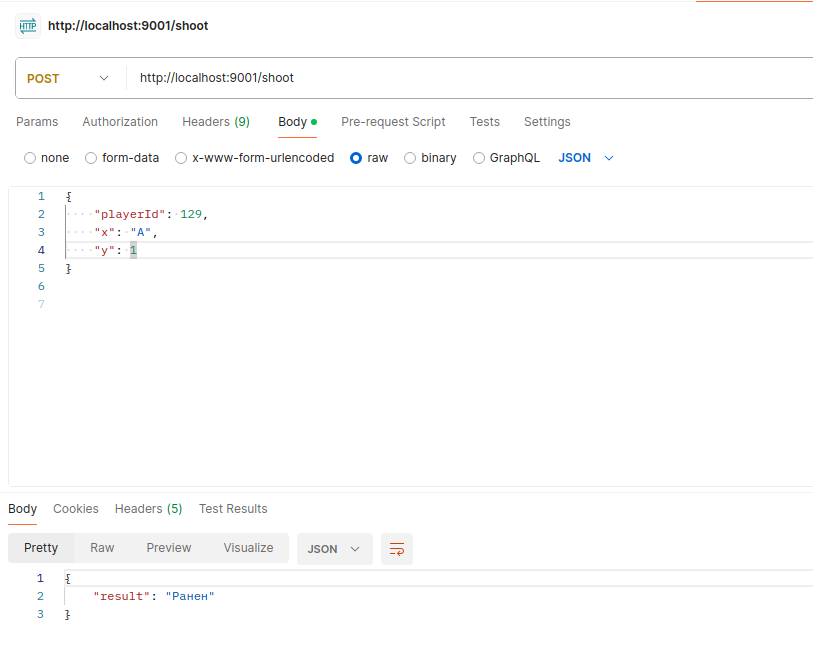 HTTP http://localhost:9001/shoot
POST http://localhost:9001/shoot
Params Authorization Headers (9) Body Pre-request Script Tests Settings
none form-data x-www-form-urlencoded raw binary GraphQL JSON
1 {
2 "playerId": 129,
3 "x": "A",
4 "y": 1
5 }
6
7
Body Cookies Headers (5) Test Results
Pretty Raw Preview Visualize JSON
1 {
2 "result": "Ранен"
3 }